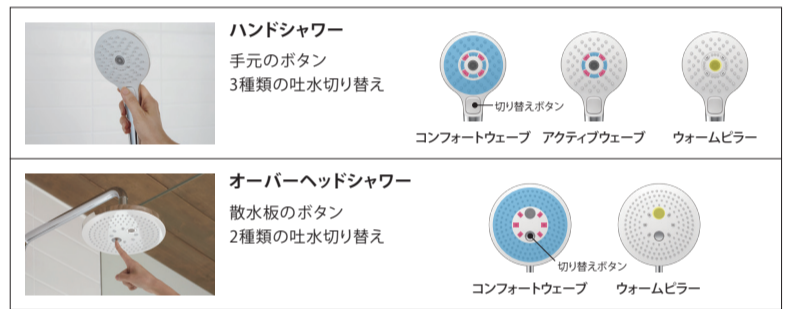 ハンドシャワー
手元のボタン
3種類の吐水切り替え
切り替えボタン
コンフォートウェーブ アクティブウェーブ ウォームピラー
オーバーヘッドシャワー
散水板のボタン
2種類の吐水切り替え
切り替えボタン
コンフォートウェーブ ウォームピラー